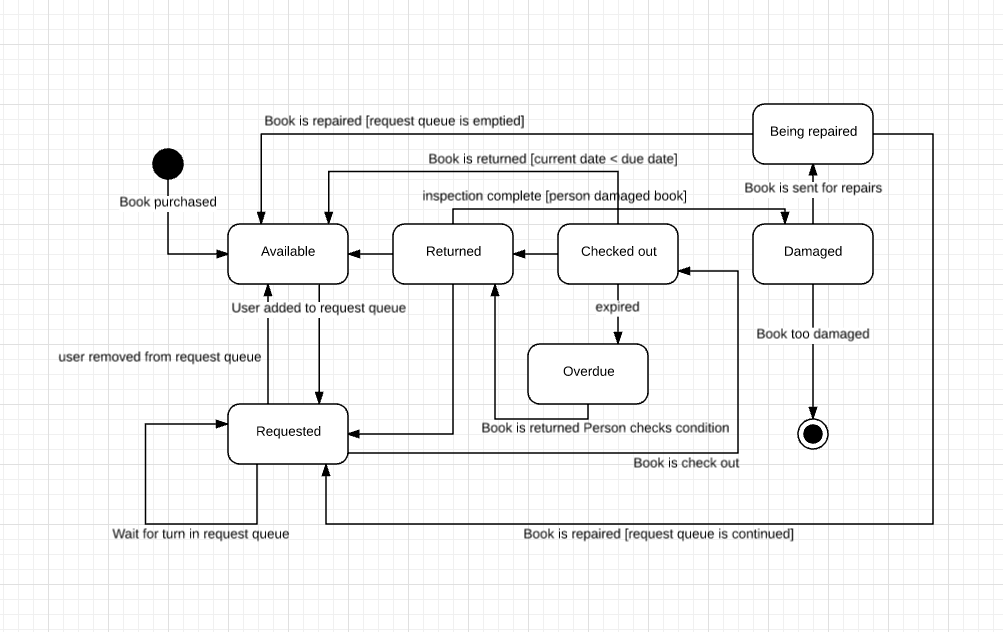 Book is repaired [request queue is emptied]
Being repaired
Book is returned [current date < due date]
Book is sent for repairs
inspection complete [person damaged book]
Book purchased
Available
Returned
Checked out
Damaged
User added to request queue
expired
Book too damaged
user removed from request queue
Overdue
Book is returned Person checks condition
Requested
Book is check out
Wait for turn in request queue
Book is repaired [request queue is continued]